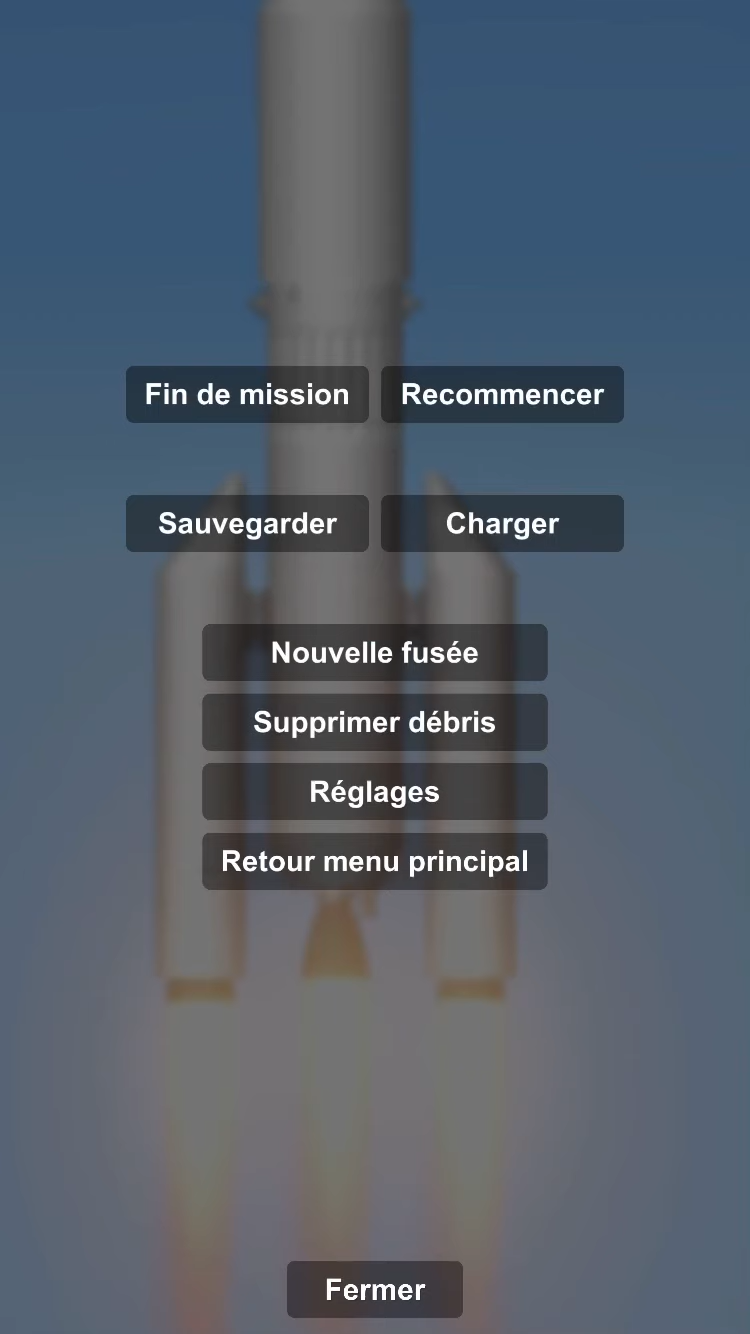 Fin de mission
Recommencer
Sauvegarder
Charger
Nouvelle fusée
Supprimer débris
Réglages
Retour menu principal
Fermer